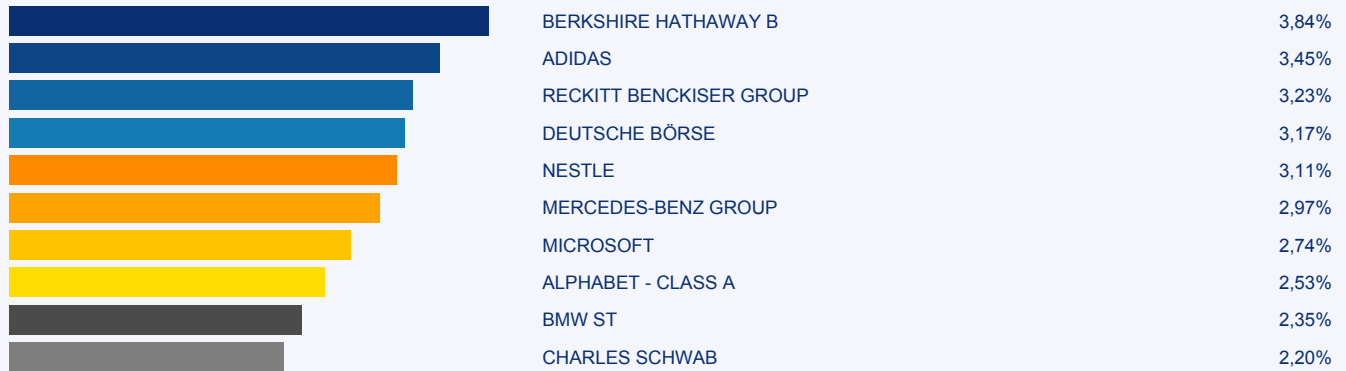 BERKSHIRE HATHAWAY B 3,84%
ADIDAS 3,45%
RECKITT BENCKISER GROUP 3,23%
DEUTSCHE BÖRSE 3,17%
NESTLE 3,11%
MERCEDES-BENZ GROUP 2,97%
MICROSOFT 2,74%
ALPHABET - CLASS A 2,53%
BMW ST 2,35%
CHARLES SCHWAB 2,20%